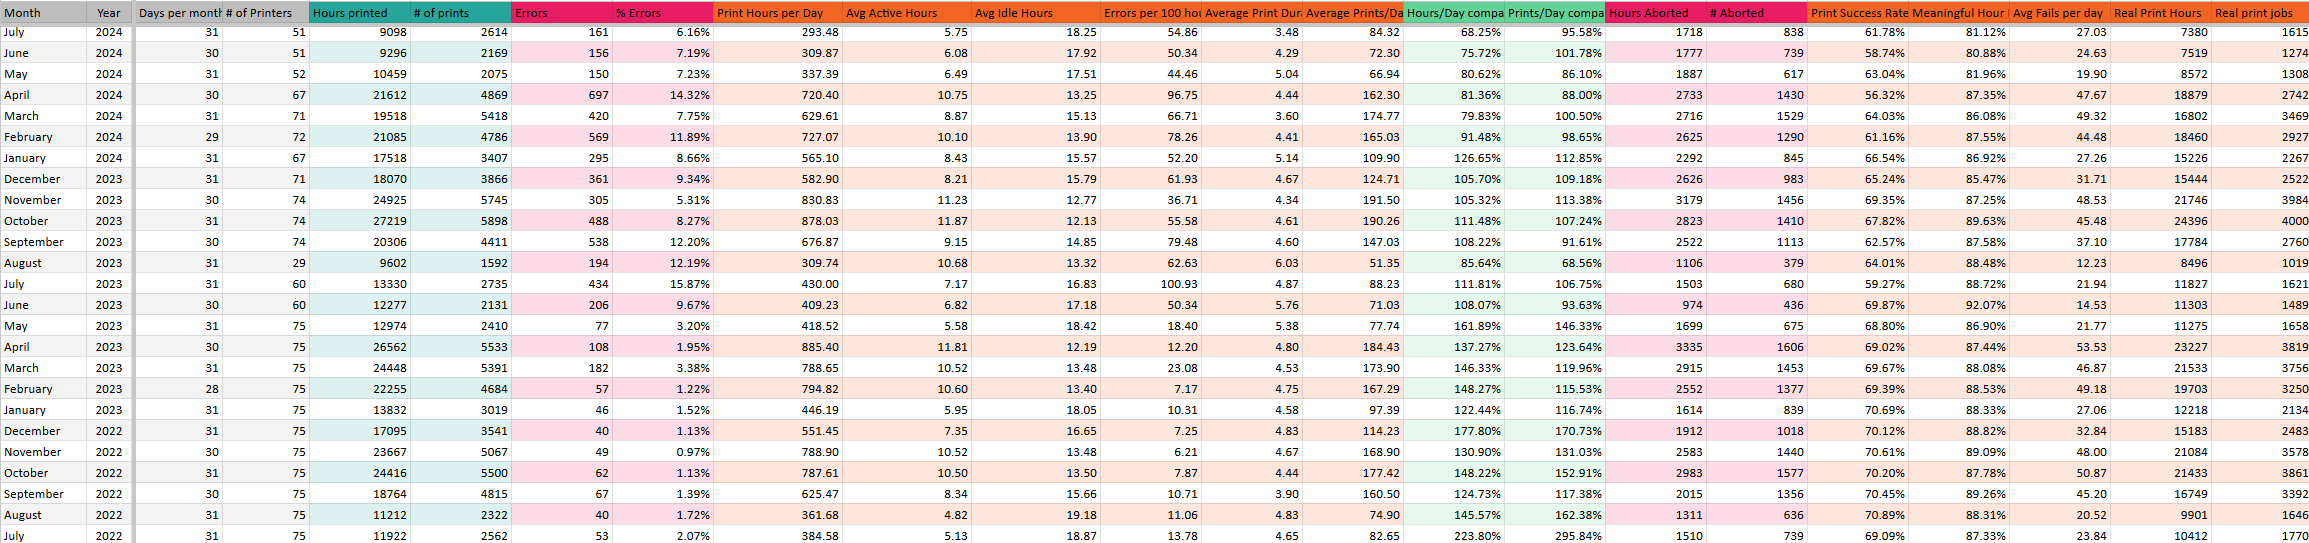 Month Year Days per month # of Printers Hours printed # of prints Errors % Errors Print Hours per Day Avg Active Hours Avg Idle Hours Errors per 100 hou Average Print Dura Average Prints/Da Hours/Day compa Prints/Day compa Hours Aborted # Aborted Print Success Rate Meaningful Hour Avg Fails per day Real Print Hours Real print jobs
July 2024 31 51 9098 2614 161 6.16% 293.48 5.75 18.25 54.86 3.48 84.32 68.25% 95.58% 1718 838 61.78% 81.12% 27.03 7380 1615
June 2024 30 51 9296 2169 156 7.19% 309.87 6.08 17.92 50.34 4.29 72.30 75.72% 101.78% 1777 739 58.74% 80.88% 24.63 7519 1274
May 2024 31 52 10459 2075 150 7.23% 337.39 6.49 17.51 44.46 5.04 66.94 80.62% 86.10% 1887 617 63.04% 81.96% 19.90 8572 1308
April 2024 30 67 21612 4869 697 14.32% 720.40 10.75 13.25 96.75 4.44 162.30 81.36% 88.00% 2733 1430 56.32% 87.35% 47.67 18879 2742
March 2024 31 71 19518 5418 420 7.75% 629.61 8.87 15.13 66.71 3.60 174.77 79.83% 100.50% 2716 1529 64.03% 86.08% 49.32 16802 3469
February 2024 29 72 21085 4786 569 11.89% 727.07 10.10 13.90 78.26 4.41 165.03 91.48% 98.65% 2625 1290 61.16% 87.55% 44.48 18460 2927
January 2024 31 67 17518 3407 295 8.66% 565.10 8.43 15.57 52.20 5.14 109.90 126.65% 112.85% 2292 845 66.54% 86.92% 27.26 15226 2267
December 2023 31 71 18070 3866 361 9.34% 582.90 8.21 15.79 61.93 4.67 124.71 105.70% 109.18% 2626 983 65.24% 85.47% 31.71 15444 2522
November 2023 30 74 24925 5745 305 5.31% 830.83 11.23 12.77 36.71 4.34 191.50 105.32% 113.38% 3179 1456 69.35% 87.25% 48.53 21746 3984
October 2023 31 74 27219 5898 488 8.27% 878.03 11.87 12.13 55.58 4.61 190.26 111.48% 107.24% 2823 1410 67.82% 89.63% 45.48 24396 4000
September 2023 30 74 20306 4411 538 12.20% 676.87 9.15 14.85 79.48 4.60 147.03 108.22% 91.61% 2522 1113 62.57% 87.58% 37.10 17784 2760
August 2023 31 29 9602 1592 194 12.19% 309.74 10.68 13.32 62.63 6.03 51.35 85.64% 68.56% 1106 379 64.01% 88.48% 12.23 8496 1019
July 2023 31 60 13330 2735 434 15.87% 430.00 7.17 16.83 100.93 4.87 88.23 111.81% 106.75% 1503 680 59.27% 88.72% 21.94 11827 1621
June 2023 30 60 12277 2131 206 9.67% 409.23 6.82 17.18 50.34 5.76 71.03 108.07% 93.63% 974 436 69.87% 92.07% 14.53 11303 1489
May 2023 31 75 12974 2410 77 3.20% 418.52 5.58 18.42 18.40 5.38 77.74 161.89% 146.33% 1699 675 68.80% 86.90% 21.77 11275 1658
April 2023 30 75 26562 5533 108 1.95% 885.40 11.81 12.19 12.20 4.80 184.43 137.27% 123.64% 3335 1606 69.02% 87.44% 53.53 23227 3819
March 2023 31 75 24448 5391 182 3.38% 788.65 10.52 13.48 23.08 4.53 173.90 146.33% 119.96% 2915 1453 69.67% 88.08% 46.87 21533 3756
February 2023 28 75 22255 4684 57 1.22% 794.82 10.60 13.40 7.17 4.75 167.29 148.27% 115.53% 2552 1377 69.39% 88.53% 49.18 19703 3250
January 2023 31 75 13832 3019 46 1.52% 446.19 5.95 18.05 10.31 4.58 97.39 122.44% 116.74% 1614 839 70.69% 88.33% 27.06 12218 2134
December 2022 31 75 17095 3541 40 1.13% 551.45 7.35 16.65 7.25 4.83 114.23 177.80% 170.73% 1912 1018 70.12% 88.82% 32.84 15183 2483
November 2022 30 75 23667 5067 49 0.97% 788.90 10.52 13.48 6.21 4.67 168.90 130.90% 131.03% 2583 1440 70.61% 89.09% 48.00 21084 3578
October 2022 31 75 24416 5500 62 1.13% 787.61 10.50 13.50 7.87 4.44 177.42 148.22% 152.91% 2983 1577 70.20% 87.78% 50.87 21433 3861
September 2022 30 75 18764 4815 67 1.39% 625.47 8.34 15.66 10.71 3.90 160.50 124.73% 117.38% 2015 1356 70.45% 89.26% 45.20 16749 3392
August 2022 31 75 11212 2322 40 1.72% 361.68 4.82 19.18 11.06 4.83 74.90 145.57% 162.38% 1311 636 70.89% 88.31% 20.52 9901 1646
July 2022 31 75 11922 2562 53 2.07% 384.58 5.13 18.87 13.78 4.65 82.65 223.80% 295.84% 1510 739 69.09% 87.33% 23.84 10412 1770